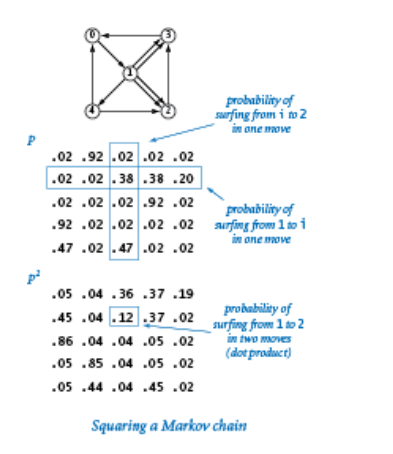 0 3
1
4 2
probability of
surfing from i to 2
in one move
p
.02 .92 .02 .02 .02
.02 .02 .38 .38 .20
.02 .02 .02 .92 .02
.92 .02 .02 .02 .02
.47 .02 .47 .02 .02
probability of
surfing from 1 to i
in one move
p²
.05 .04 .36 .37 .19
.45 .04 .12 .37 .02
.86 .04 .04 .05 .02
.05 .85 .04 .05 .02
.05 .44 .04 .45 .02
probability of
surfing from 1 to 2
in two moves
(dot product)
Squaring a Markov chain